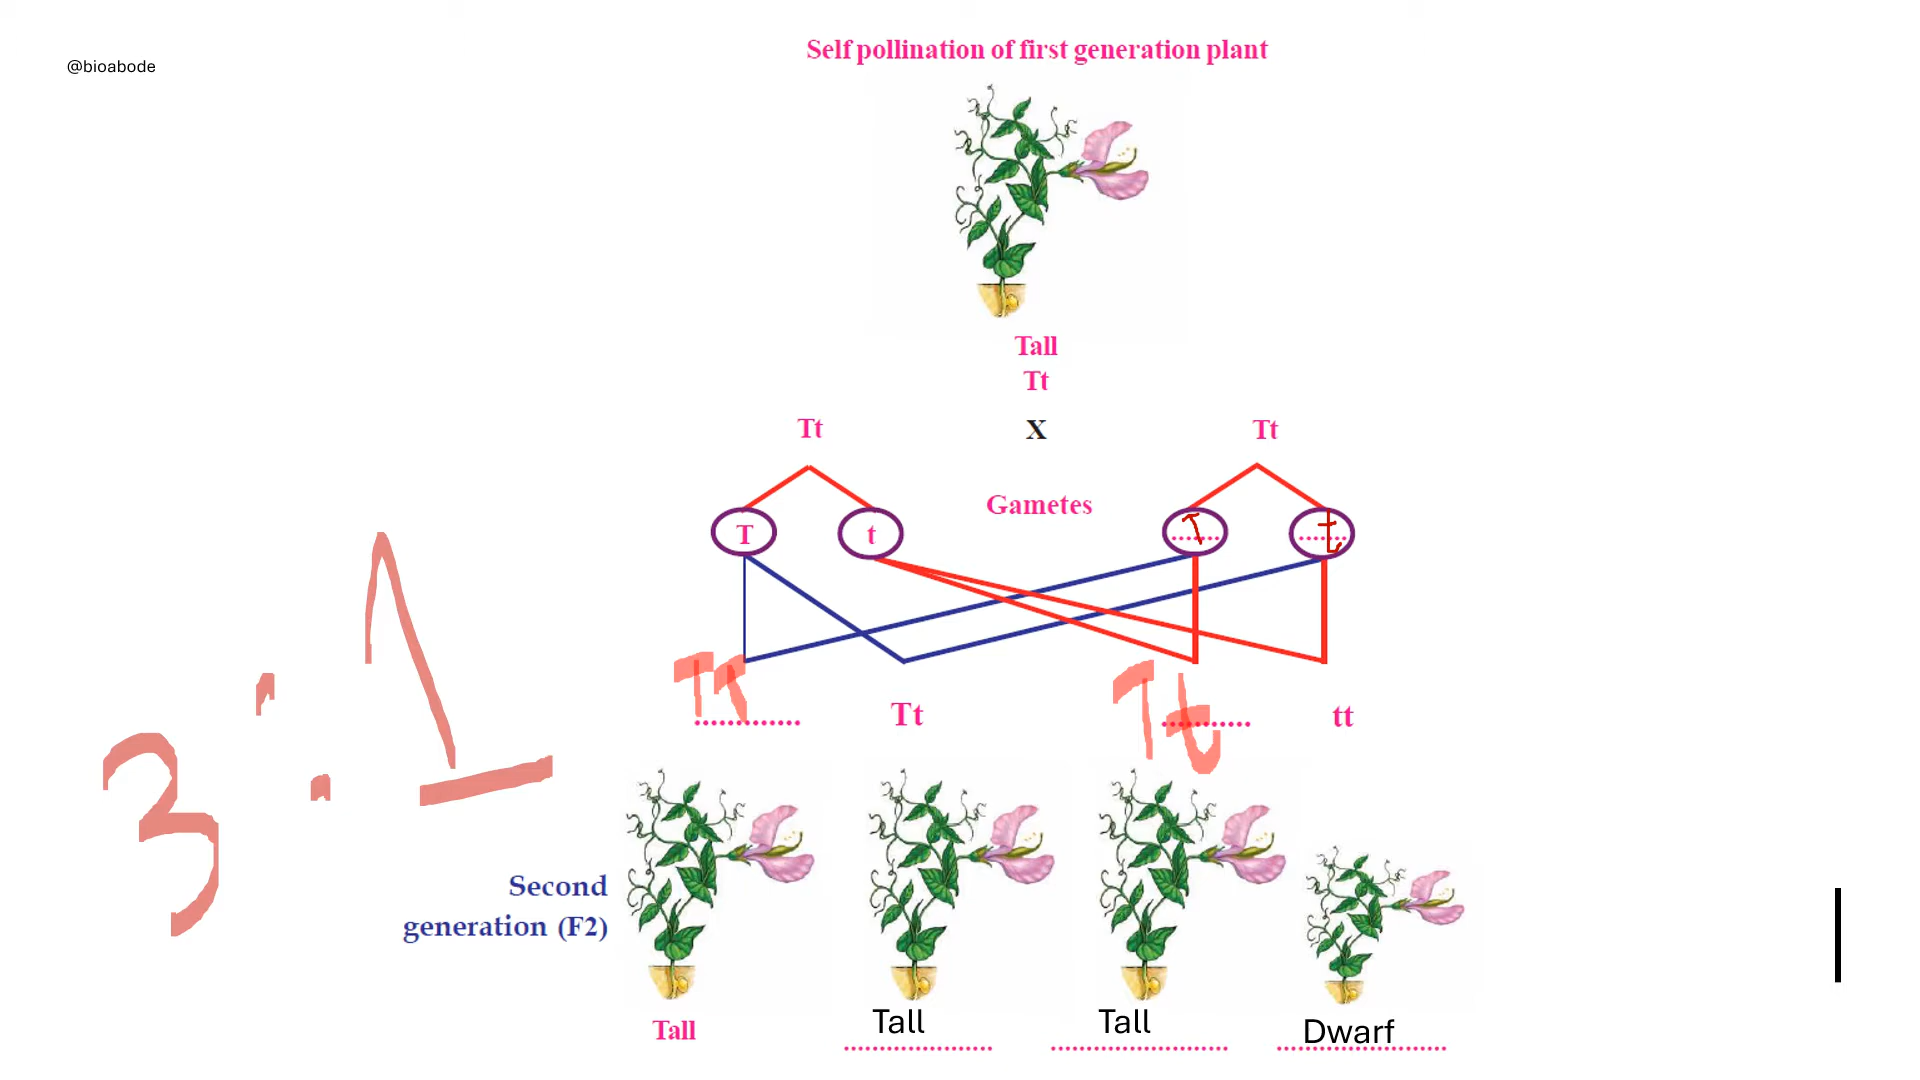 @bioabode
Self pollination of first generation plant
Tall
Tt
Tt X Tt
Gametes
T t T t
TT Tt Tt tt
3 : 1
Second
generation (F2)
Tall Tall Tall Dwarf